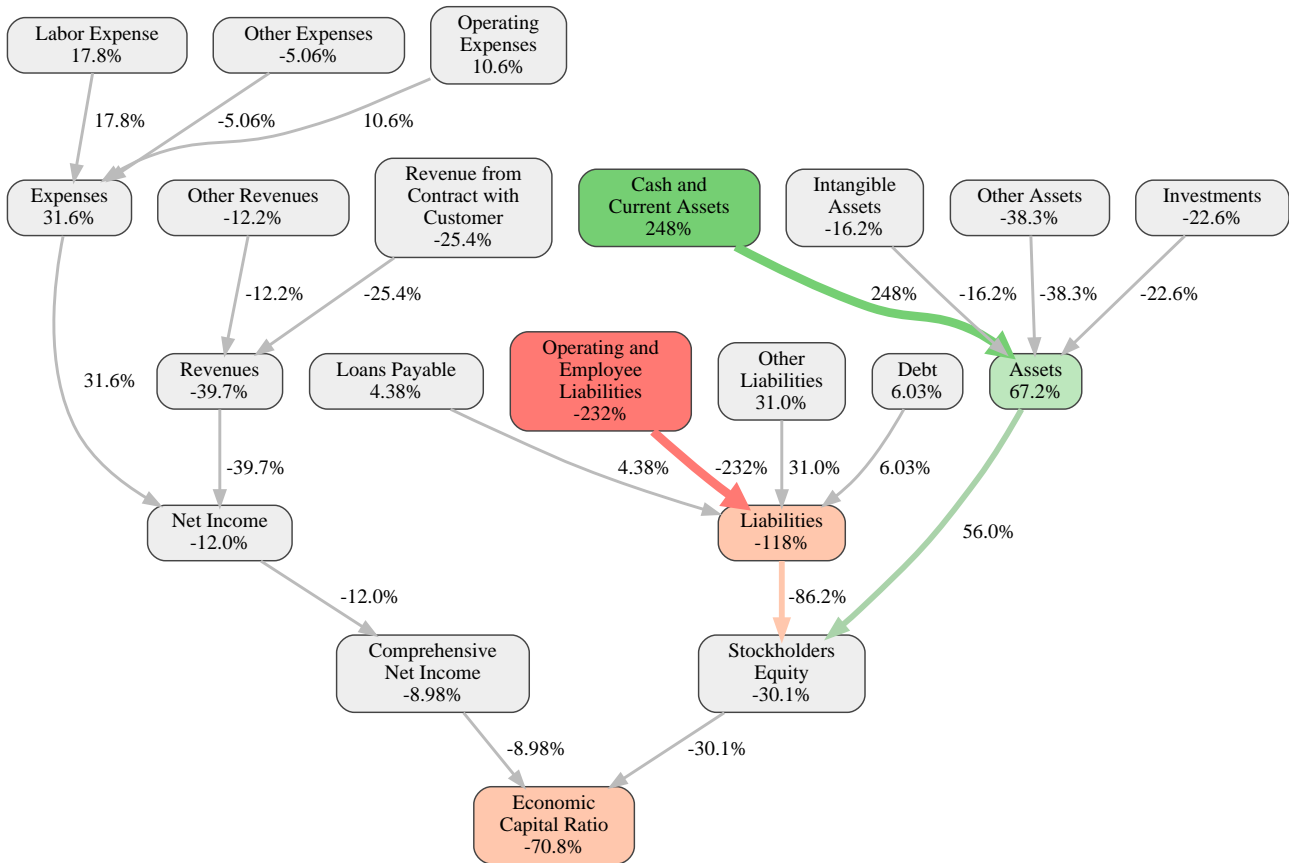 Labor Expense
17.8%
Other Expenses
-5.06%
Operating
Expenses
10.6%
17.8%
-5.06%
10.6%
Expenses
31.6%
Other Revenues
-12.2%
Revenue from
Contract with
Customer
-25.4%
Cash and
Current Assets
248%
Intangible
Assets
-16.2%
Other Assets
-38.3%
Investments
-22.6%
-12.2%
-25.4%
248%
-16.2%
-38.3%
-22.6%
31.6%
Revenues
-39.7%
Loans Payable
4.38%
Operating and
Employee
Liabilities
-232%
Other
Liabilities
31.0%
Debt
6.03%
Assets
67.2%
-39.7%
4.38%
-232%
31.0%
6.03%
Net Income
-12.0%
Liabilities
-118%
56.0%
-12.0%
-86.2%
Comprehensive
Net Income
-8.98%
Stockholders
Equity
-30.1%
-8.98%
-30.1%
Economic
Capital Ratio
-70.8%